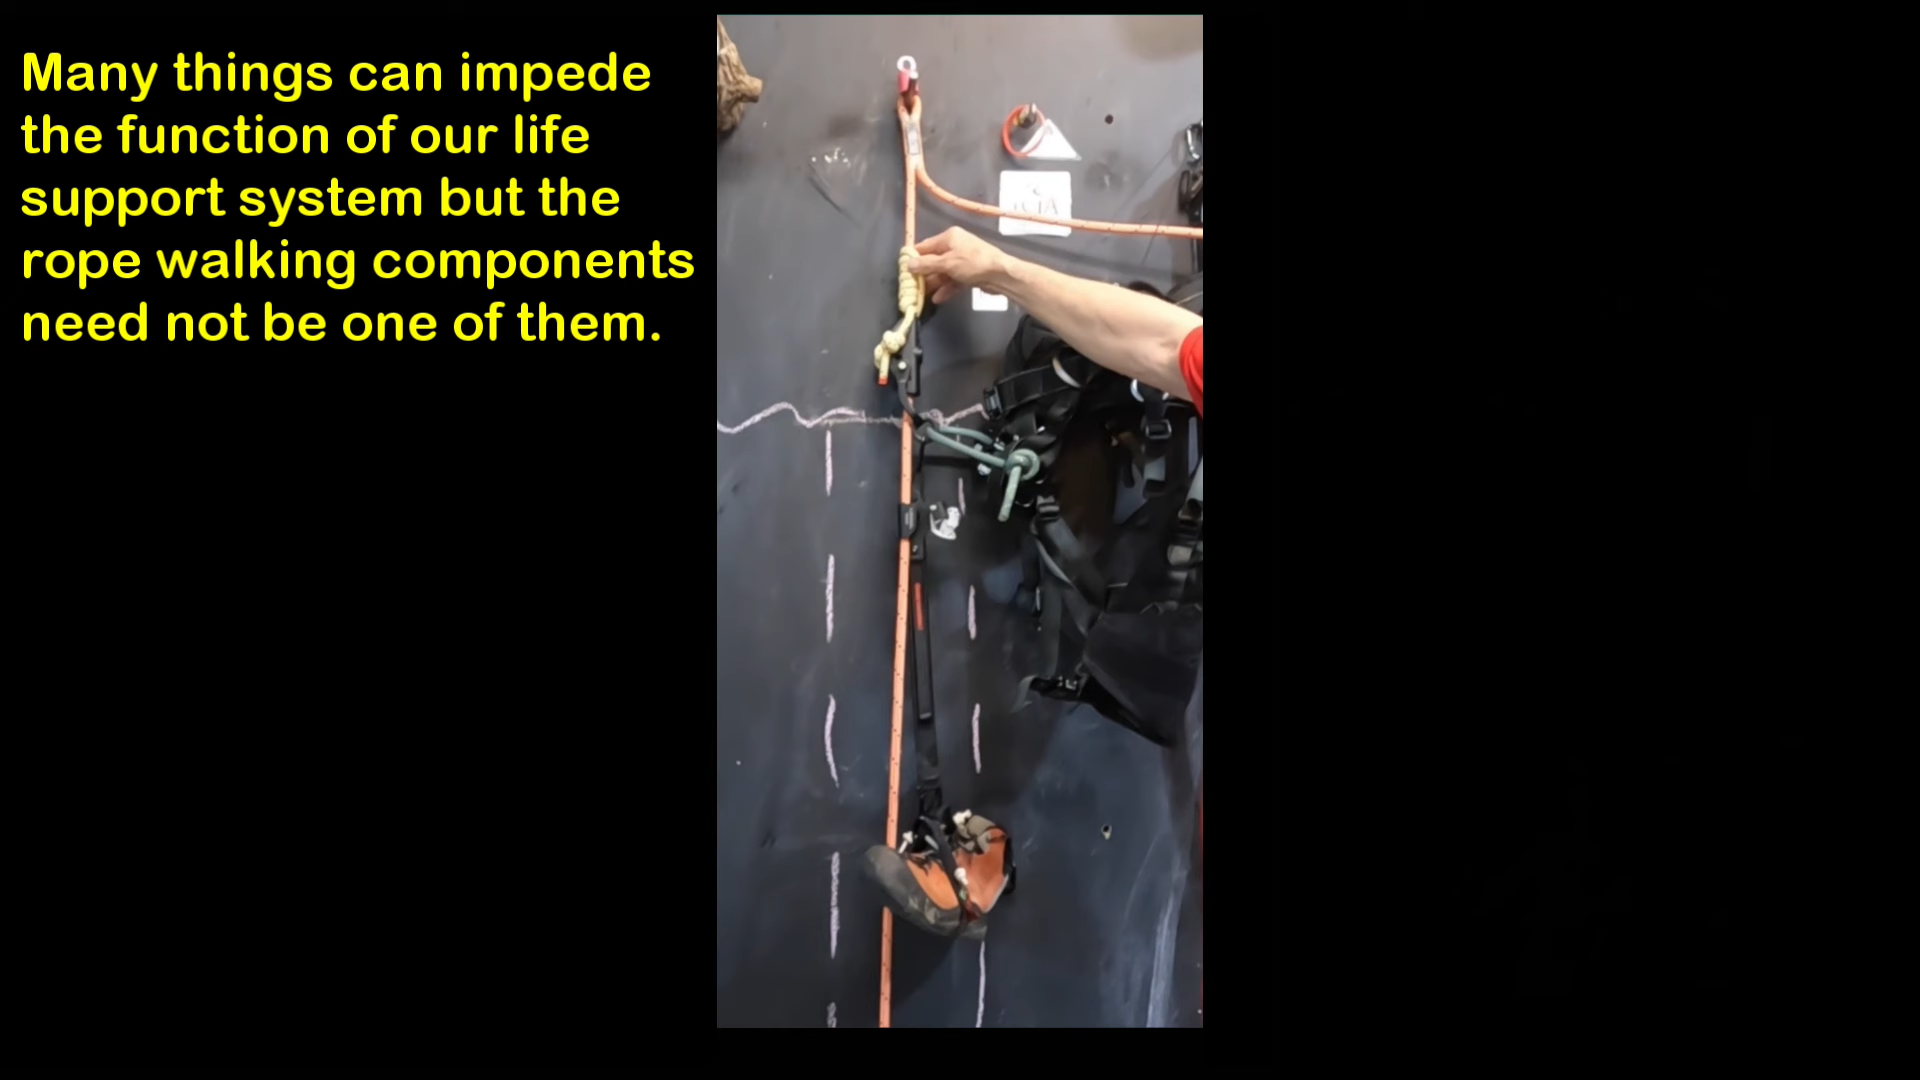 Many things can impede
the function of our life
support system but the
rope walking components
need not be one of them.